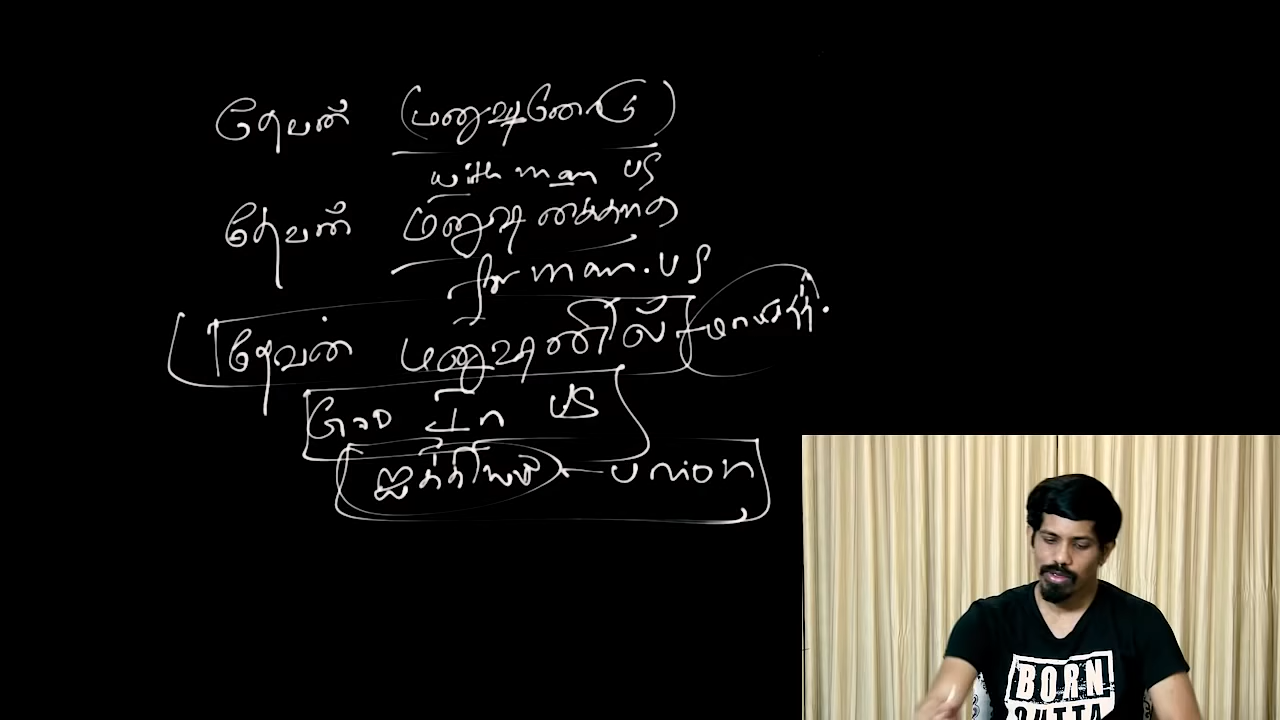 தேவன் (மனுஷனோடு)
with man us
தேவன் மனுஷனுக்காக
for man. us
தேவன் மனுஷனில்
God In us
ஐக்கியம் union
BORN
OUTTA